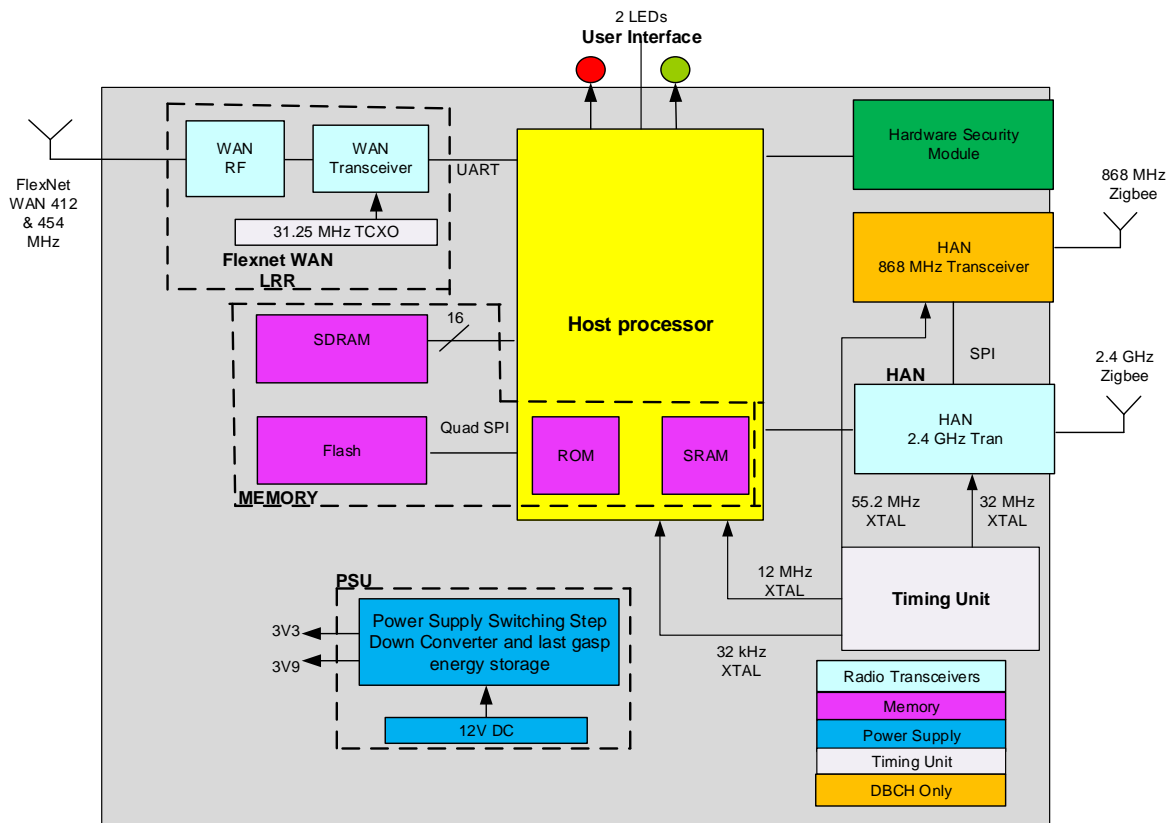 2 LEDs
User Interface
WAN
RF
WAN
Transceiver
UART
31.25 MHz TCXO
Flexnet WAN
LRR
FlexNet
WAN 412
& 454
MHz
Hardware Security
Module
868 MHz
Zigbee
HAN
868 MHz Transceiver
Host processor
SDRAM
16
SPI
HAN
2.4 GHz
Zigbee
HAN
2.4 GHz Tran
Flash
Quad SPI
ROM
SRAM
MEMORY
55.2 MHz
XTAL
32 MHz
XTAL
12 MHz
XTAL
Timing Unit
32 kHz
XTAL
PSU
Power Supply Switching Step
Down Converter and last gasp
energy storage
3V3
3V9
12V DC
Radio Transceivers
Memory
Power Supply
Timing Unit
DBCH Only